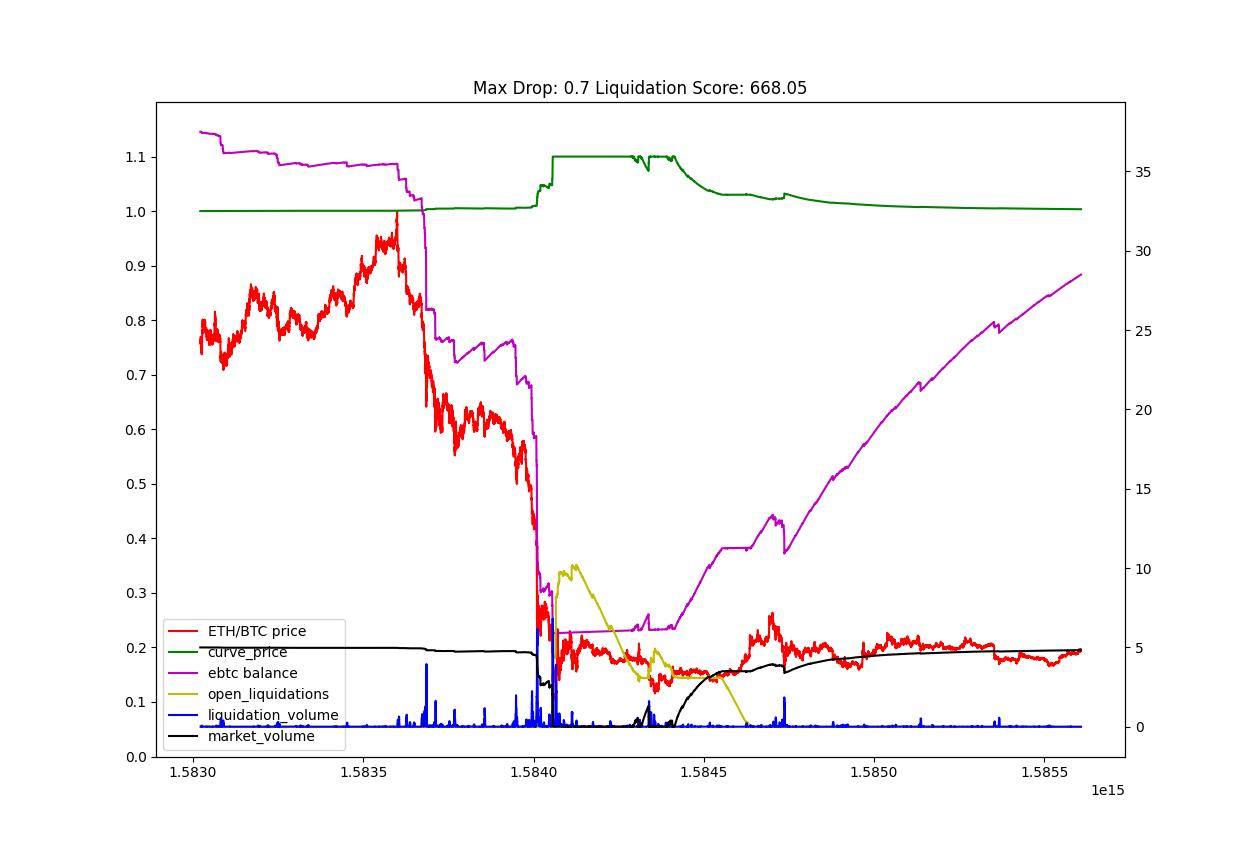 Max Drop: 0.7 Liquidation Score: 668.05
1.1
1.0
0.9
0.8
0.7
0.6
0.5
0.4
0.3
0.2
0.1
0.0
35
30
25
20
15
10
5
0
ETH/BTC price
curve_price
ebtc balance
open_liquidations
liquidation_volume
market_volume
1.5830 1.5835 1.5840 1.5845 1.5850 1.5855
1e15